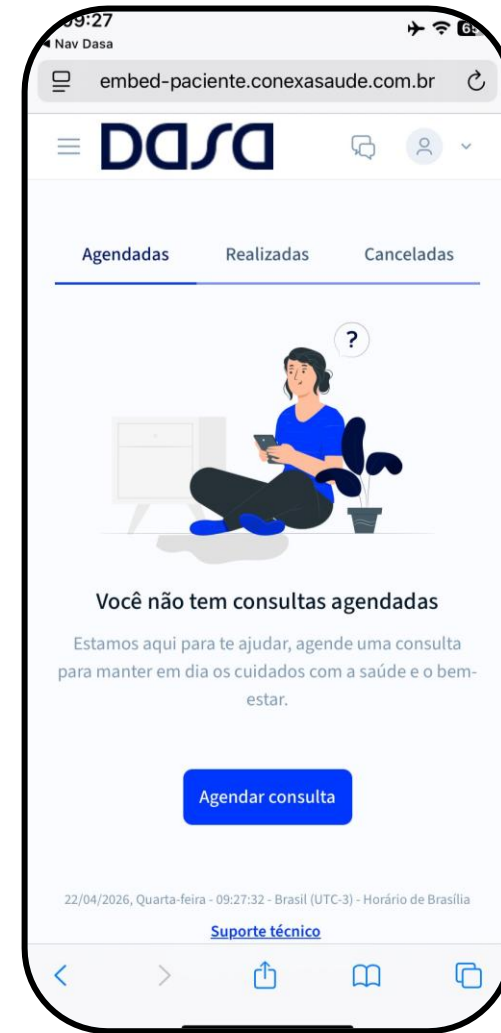 09:27
Nav Dasa
embed-paciente.conexasaude.com.br
Dasa
Agendadas Realizadas Canceladas
?
Você não tem consultas agendadas
Estamos aqui para te ajudar, agende uma consulta
para manter em dia os cuidados com a saúde e o bem-
estar.
Agendar consulta
22/04/2026, Quarta-feira - 09:27:32 - Brasil (UTC-3) - Horário de Brasília
Suporte técnico